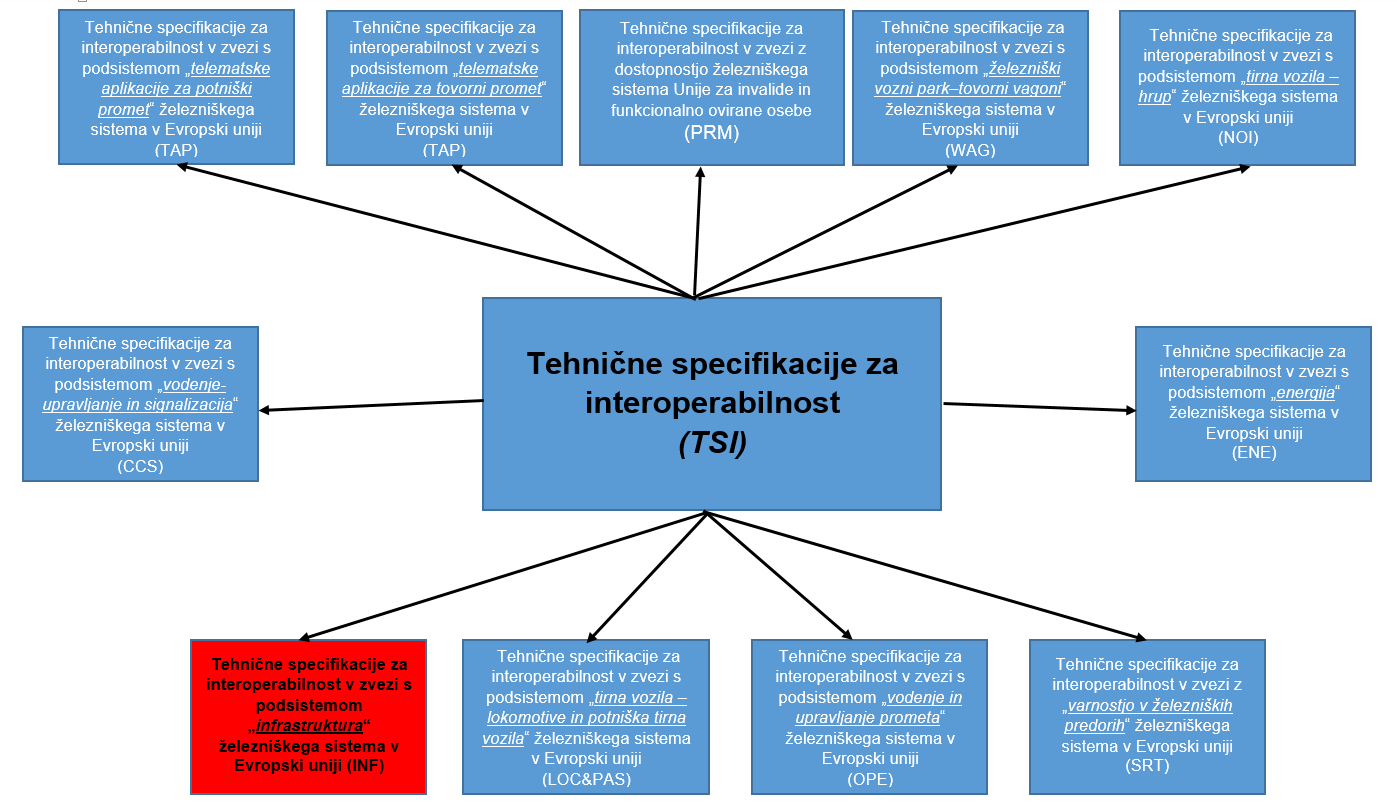 Tehnične specifikacije za
interoperabilnost v zvezi s
podsistemom „telematske
aplikacije za potniški
promet“ železniškega
sistema v Evropski uniji
(TAP)
Tehnične specifikacije za
interoperabilnost v zvezi s
podsistemom „telematske
aplikacije za tovorni promet“
železniškega sistema v
Evropski uniji
(TAP)
Tehnične specifikacije za
interoperabilnost v zvezi z
dostopnostjo železniškega
sistema Unije za invalide in
funkcionalno ovirane osebe
(PRM)
Tehnične specifikacije za
interoperabilnost v zvezi s
podsistemom „železniški
vozni park–tovorni vagoni“
železniškega sistema v
Evropski uniji
(WAG)
Tehnične specifikacije za
interoperabilnost v zvezi s
podsistemom „tirna vozila –
hrup“ železniškega sistema
v Evropski uniji
(NOI)
Tehnične specifikacije za
interoperabilnost v zvezi s
podsistemom „vodenje-
upravljanje in signalizacija“
železniškega sistema v
Evropski uniji
(CCS)
Tehnične specifikacije za
interoperabilnost
(TSI)
Tehnične specifikacije za
interoperabilnost v zvezi s
podsistemom „energija“
železniškega sistema v
Evropski uniji
(ENE)
Tehnične specifikacije za
interoperabilnost v zvezi s
podsistemom
„infrastruktura“
železniškega sistema v
Evropski uniji (INF)
Tehnične specifikacije za
interoperabilnost v zvezi s
podsistemom „tirna vozila –
lokomotive in potniška tirna
vozila“ železniškega sistema
v Evropski uniji
(LOC&PAS)
Tehnične specifikacije za
interoperabilnost v zvezi s
podsistemom „vodenje in
upravljanje prometa“
železniškega sistema v
Evropski uniji
(OPE)
Tehnične specifikacije za
interoperabilnost v zvezi z
„varnostjo v železniških
predorih“ železniškega
sistema v Evropski uniji
(SRT)